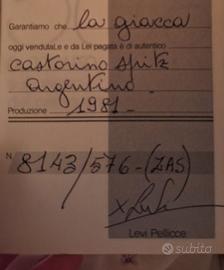 Garantiamo che la giacca
oggi vendutaLe e da Lei pagata è di autentico
castorino spitz
argentino.
Produzione 1981-
N 8143/576-(ZAS)
Levi Pellicce
subito